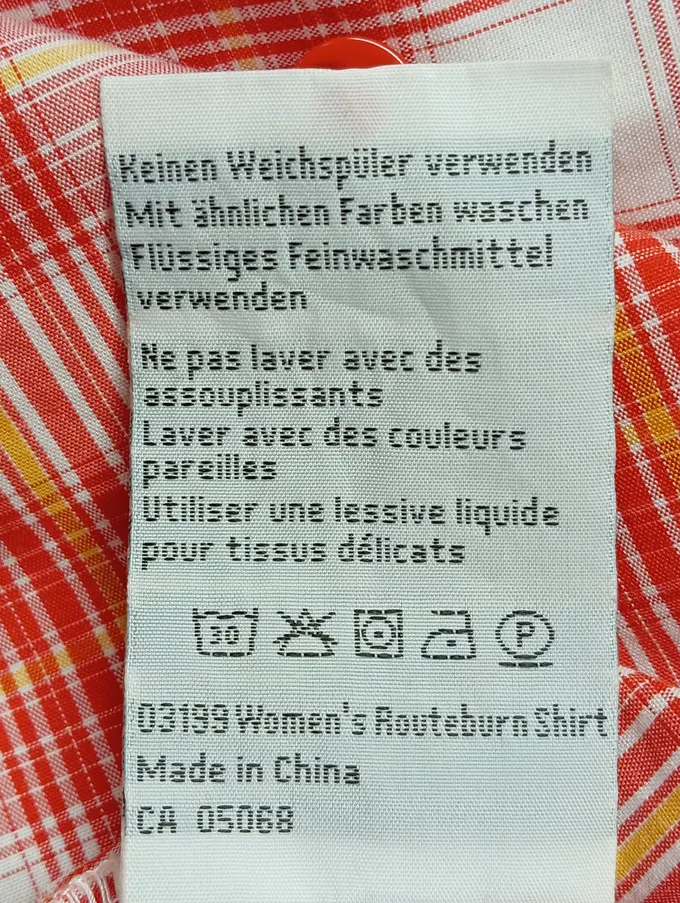 Keinen Weichspüler verwenden
Mit ähnlichen Farben waschen
Flüssiges Feinwaschmittel
verwenden
Ne pas laver avec des
assouplissants
Laver avec des couleurs
pareilles
Utiliser une lessive liquide
pour tissus délicats
30 P
03199 Women's Routeburn Shirt
Made in China
CA 05068